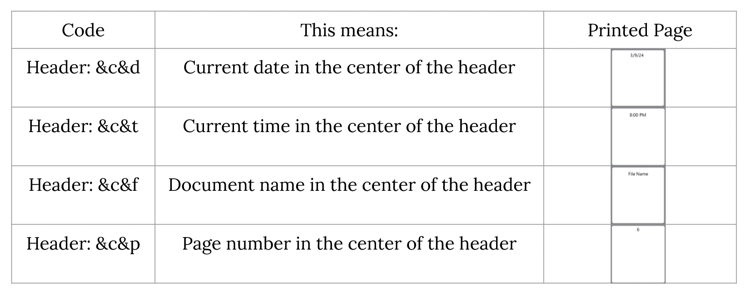 Code This means: Printed Page
Header: &c&d Current date in the center of the header
3/9/24
Header: &c&t Current time in the center of the header
8:00 PM
Header: &c&f Document name in the center of the header
File Name
Header: &c&p Page number in the center of the header